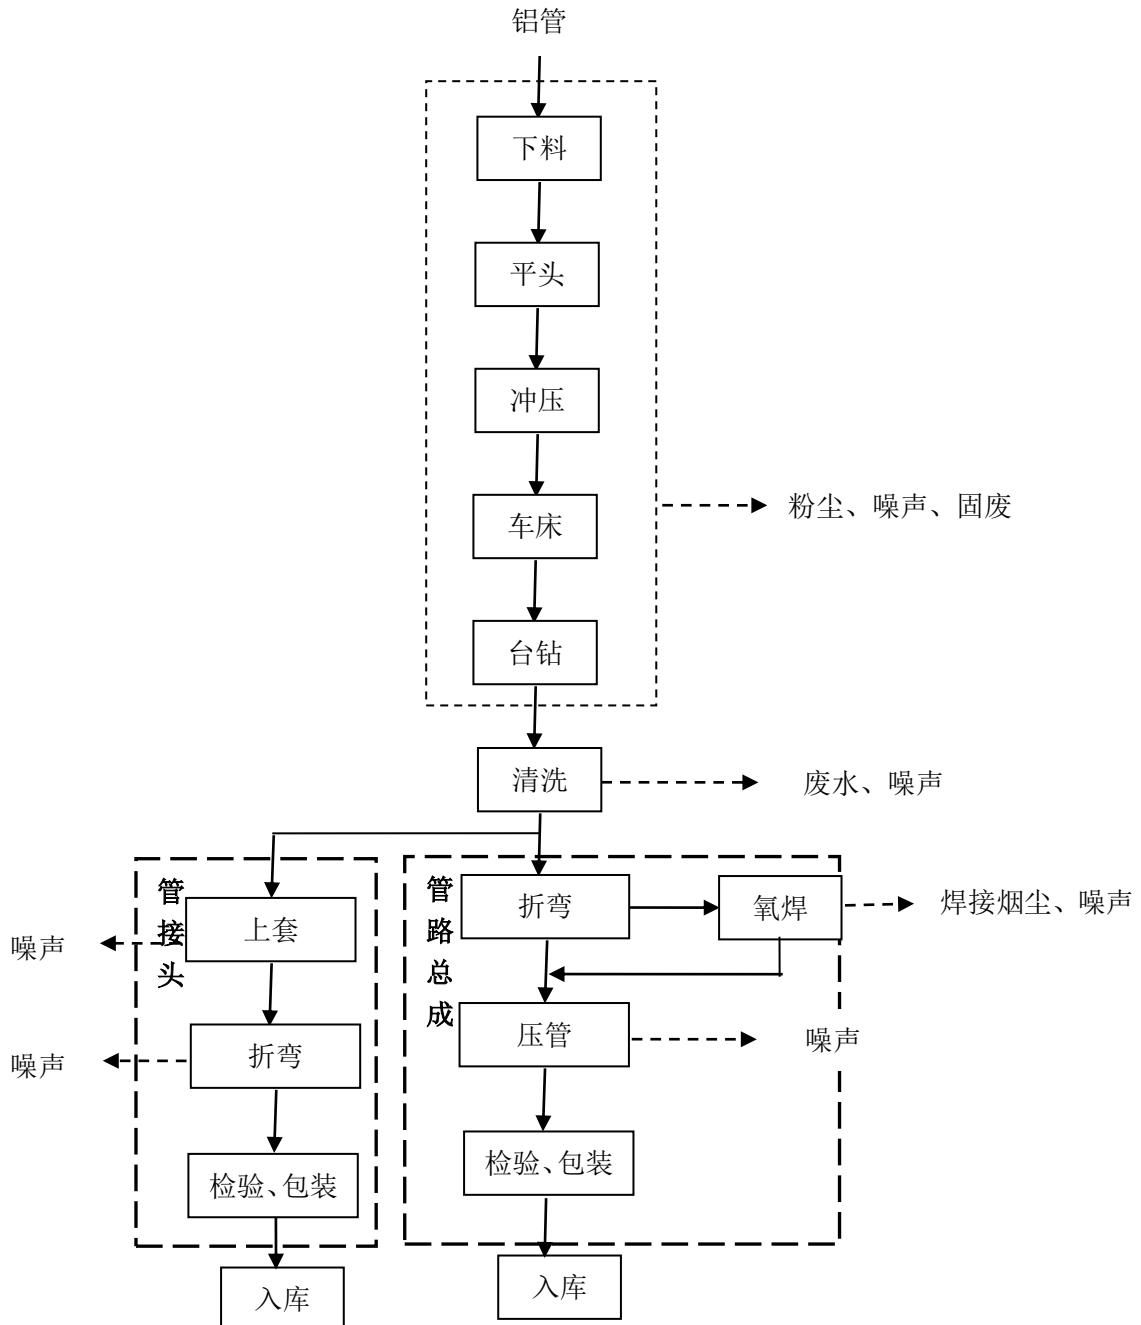 铝管
下料
平头
冲压
车床
粉尘、噪声、固废
台钻
清洗
废水、噪声
管接头
上套
噪声
折弯
噪声
检验、包装
入库
管路总成
折弯
氧焊
焊接烟尘、噪声
压管
噪声
检验、包装
入库